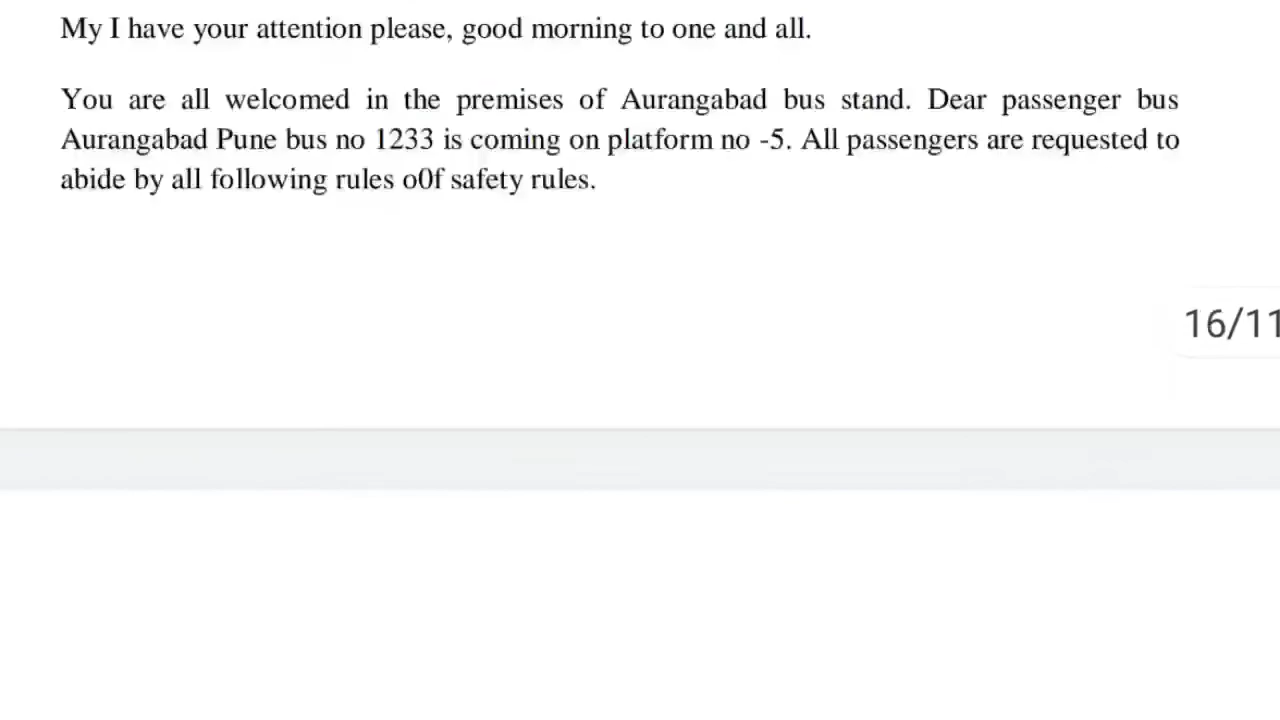 My I have your attention please, good morning to one and all.
You are all welcomed in the premises of Aurangabad bus stand. Dear passenger bus
Aurangabad Pune bus no 1233 is coming on platform no -5. All passengers are requested to
abide by all following rules o0f safety rules.
16/11